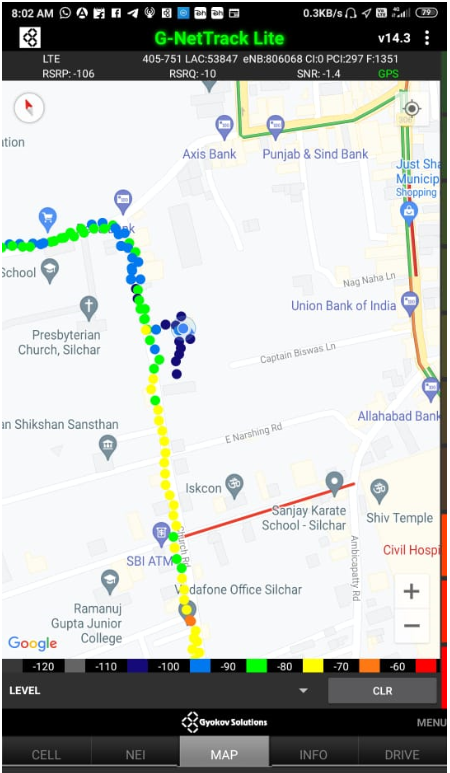 8:02 AM
0.3KB/s
4G
79
G-NetTrack Lite
v14.3
LTE 405-751 LAC:53847 eNB:806068 CI:0 PCI:297 F:1351
RSRP: -106 RSRQ: -10 SNR: -1.4 GPS
ation
Axis Bank
Punjab & Sind Bank
Just Sha
Municip
Shopping
ank
School
Nag Naha Ln
Union Bank of India
Presbyterian
Church, Silchar
Captain Biswas Ln
Allahabad Bank
an Shikshan Sansthan
E Narshing Rd
Iskcon
Sanjay Karate
School - Silchar
Shiv Temple
Church Rd
Civil Hospi
SBI ATM
Ambicapatty Rd
Vodafone Office Silchar
Ramanuj
Gupta Junior
College
+
−
Google
-120 -110 -100 -90 -80 -70 -60
LEVEL CLR
Gyokov Solutions MENU
CELL NEI MAP INFO DRIVE